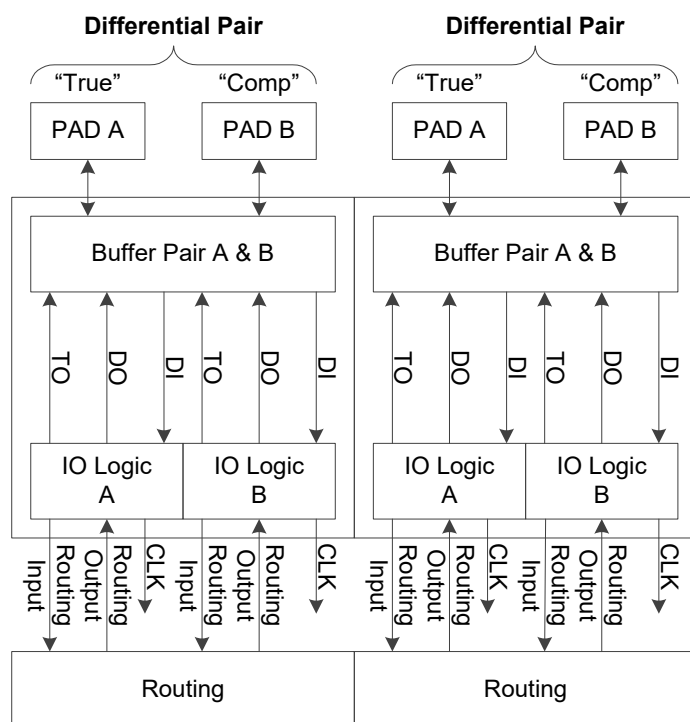 Differential Pair
Differential Pair
“True”
“Comp”
“True”
“Comp”
PAD A
PAD B
PAD A
PAD B
Buffer Pair A & B
Buffer Pair A & B
TO
DO
DI
TO
DO
DI
TO
DO
DI
TO
DO
DI
IO Logic
A
IO Logic
B
IO Logic
A
IO Logic
B
Routing
Input
Routing
Output
CLK
Routing
Input
Routing
Output
CLK
Routing
Input
Routing
Output
CLK
Routing
Input
Routing
Output
CLK
Routing
Routing